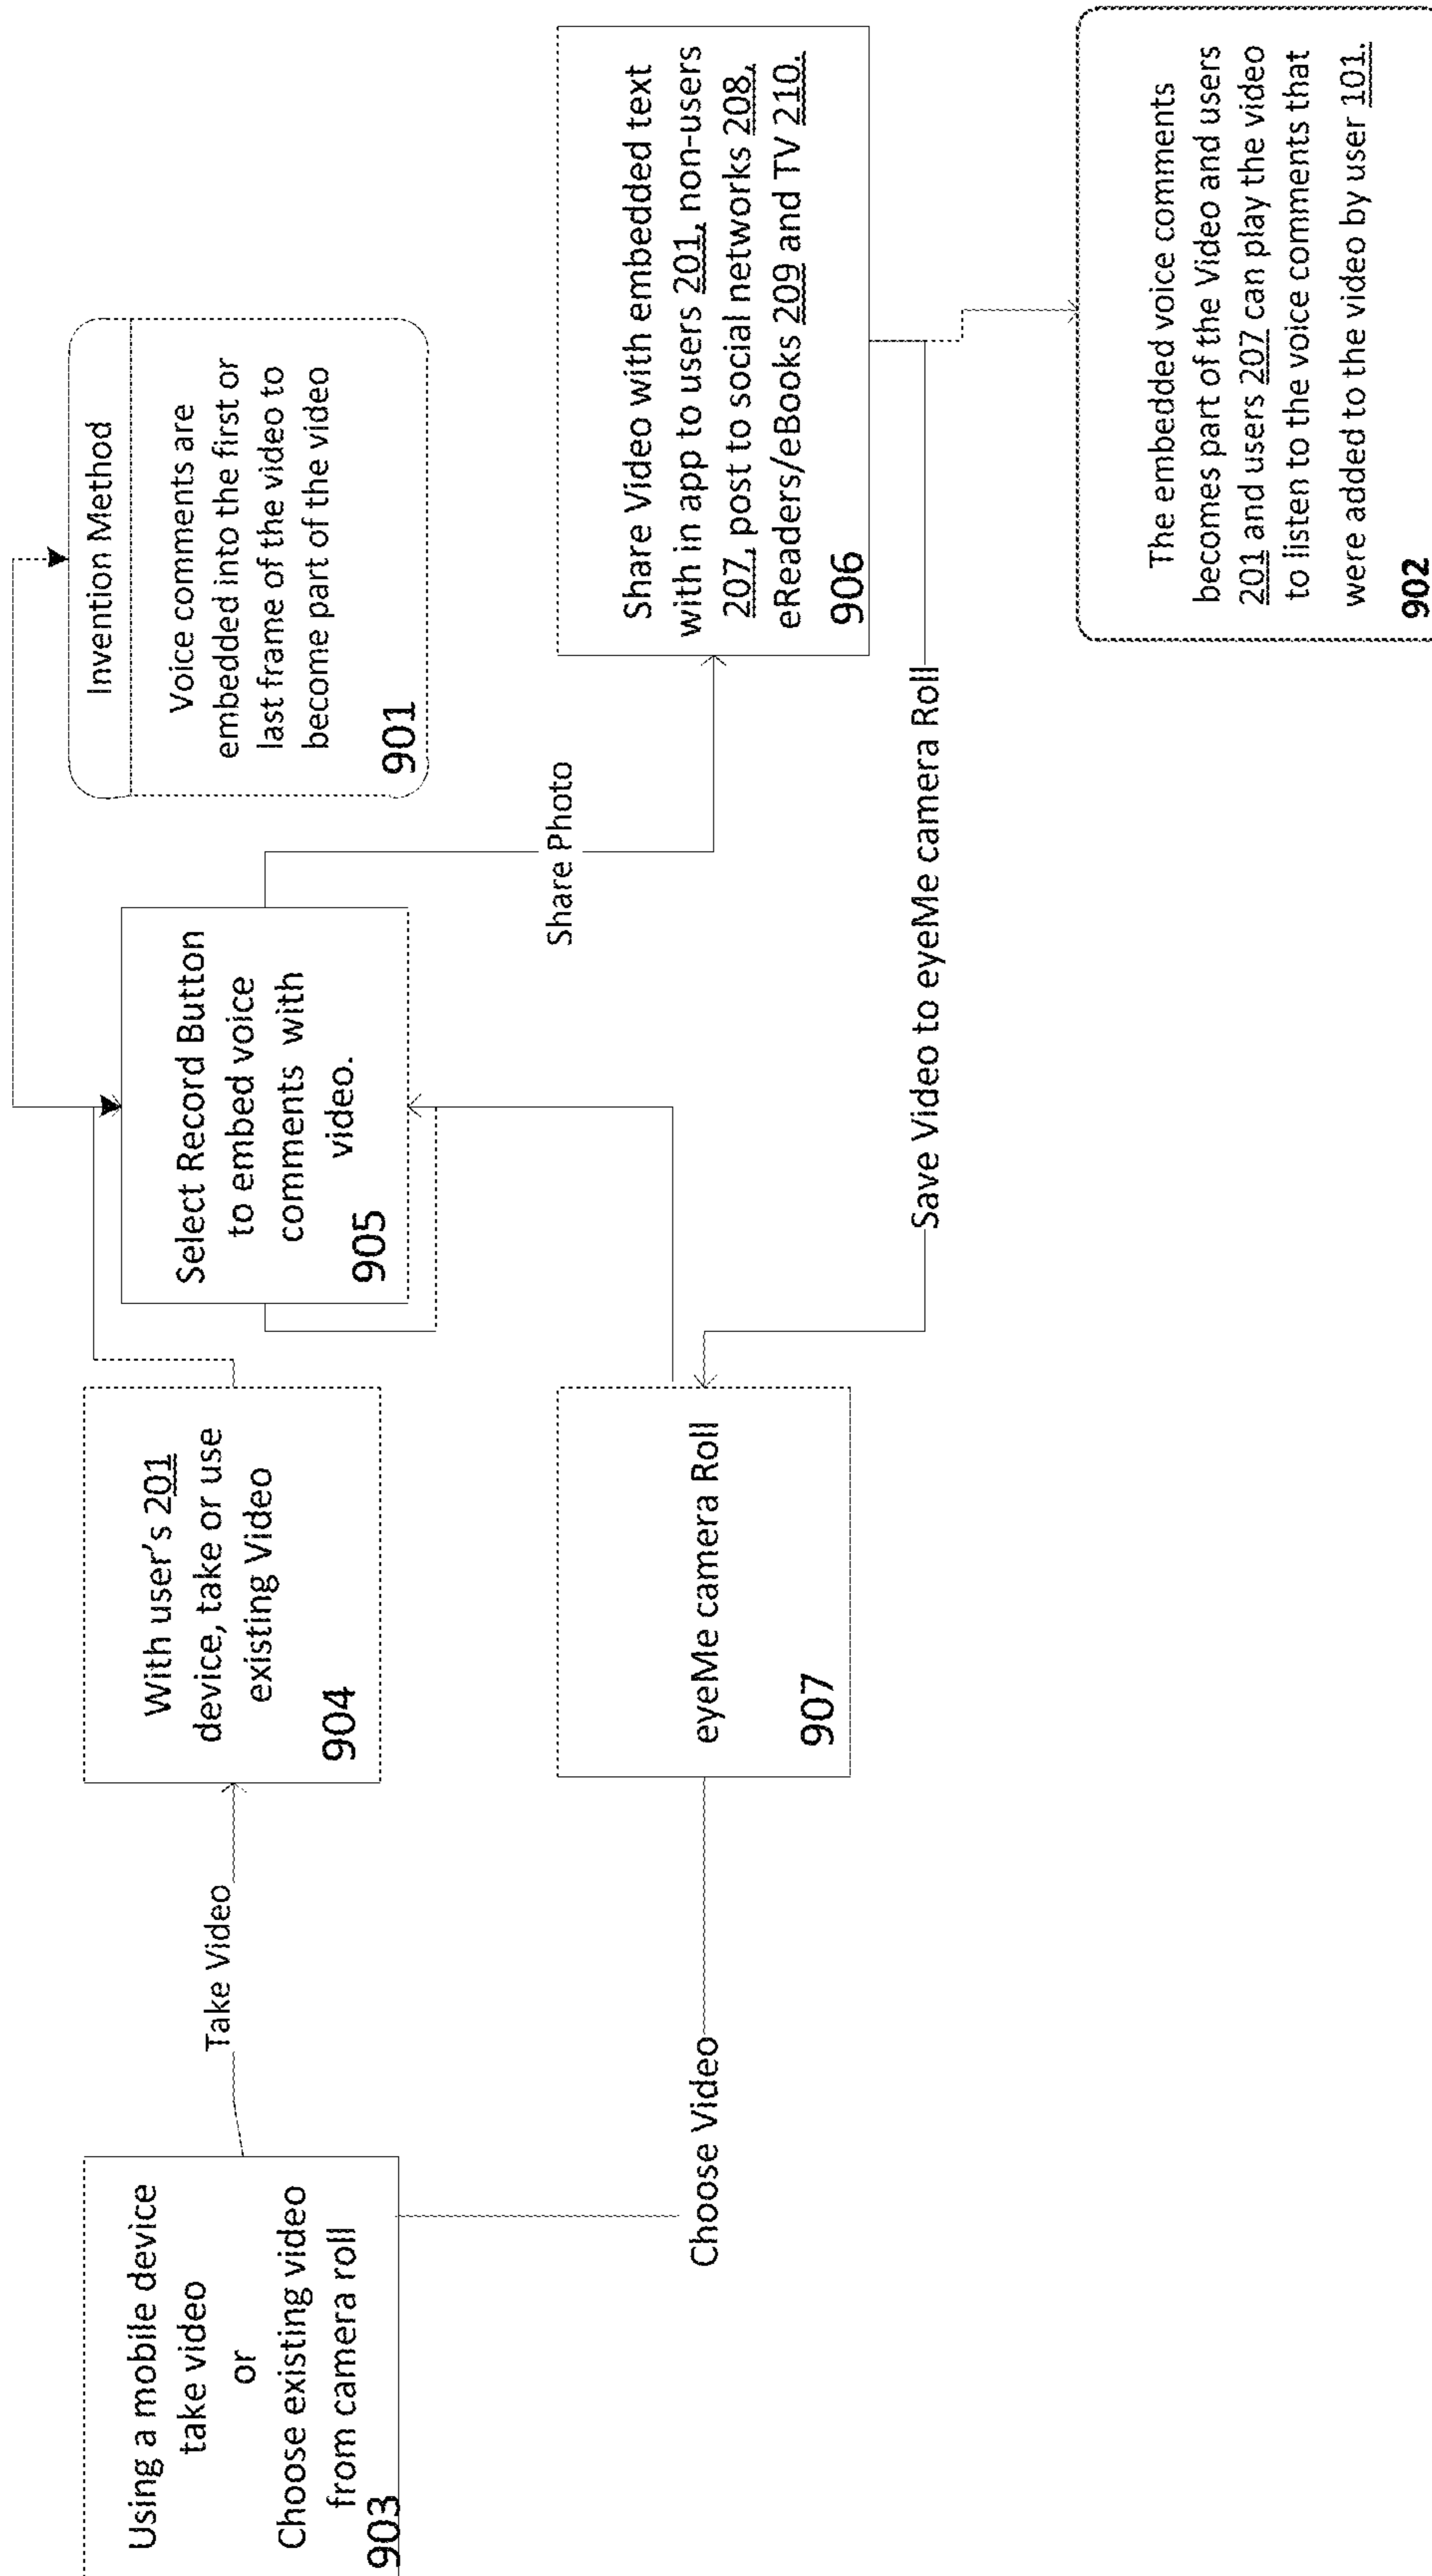 Using a mobile device
take video
or
Choose existing video
from camera roll
903
Take Video
With user's 201
device, take or use
existing Video
904
Select Record Button
to embed voice
comments with
video.
905
Invention Method
Voice comments are
embedded into the first or
last frame of the video to
become part of the video
901
Choose Video
eyeMe camera Roll
907
Share Photo
Share Video with embedded text
with in app to users 201, non-users
207, post to social networks 208,
eReaders/eBooks 209 and TV 210.
906
Save Video to eyeMe camera Roll
The embedded voice comments
becomes part of the Video and users
201 and users 207 can play the video
to listen to the voice comments that
were added to the video by user 101.
902